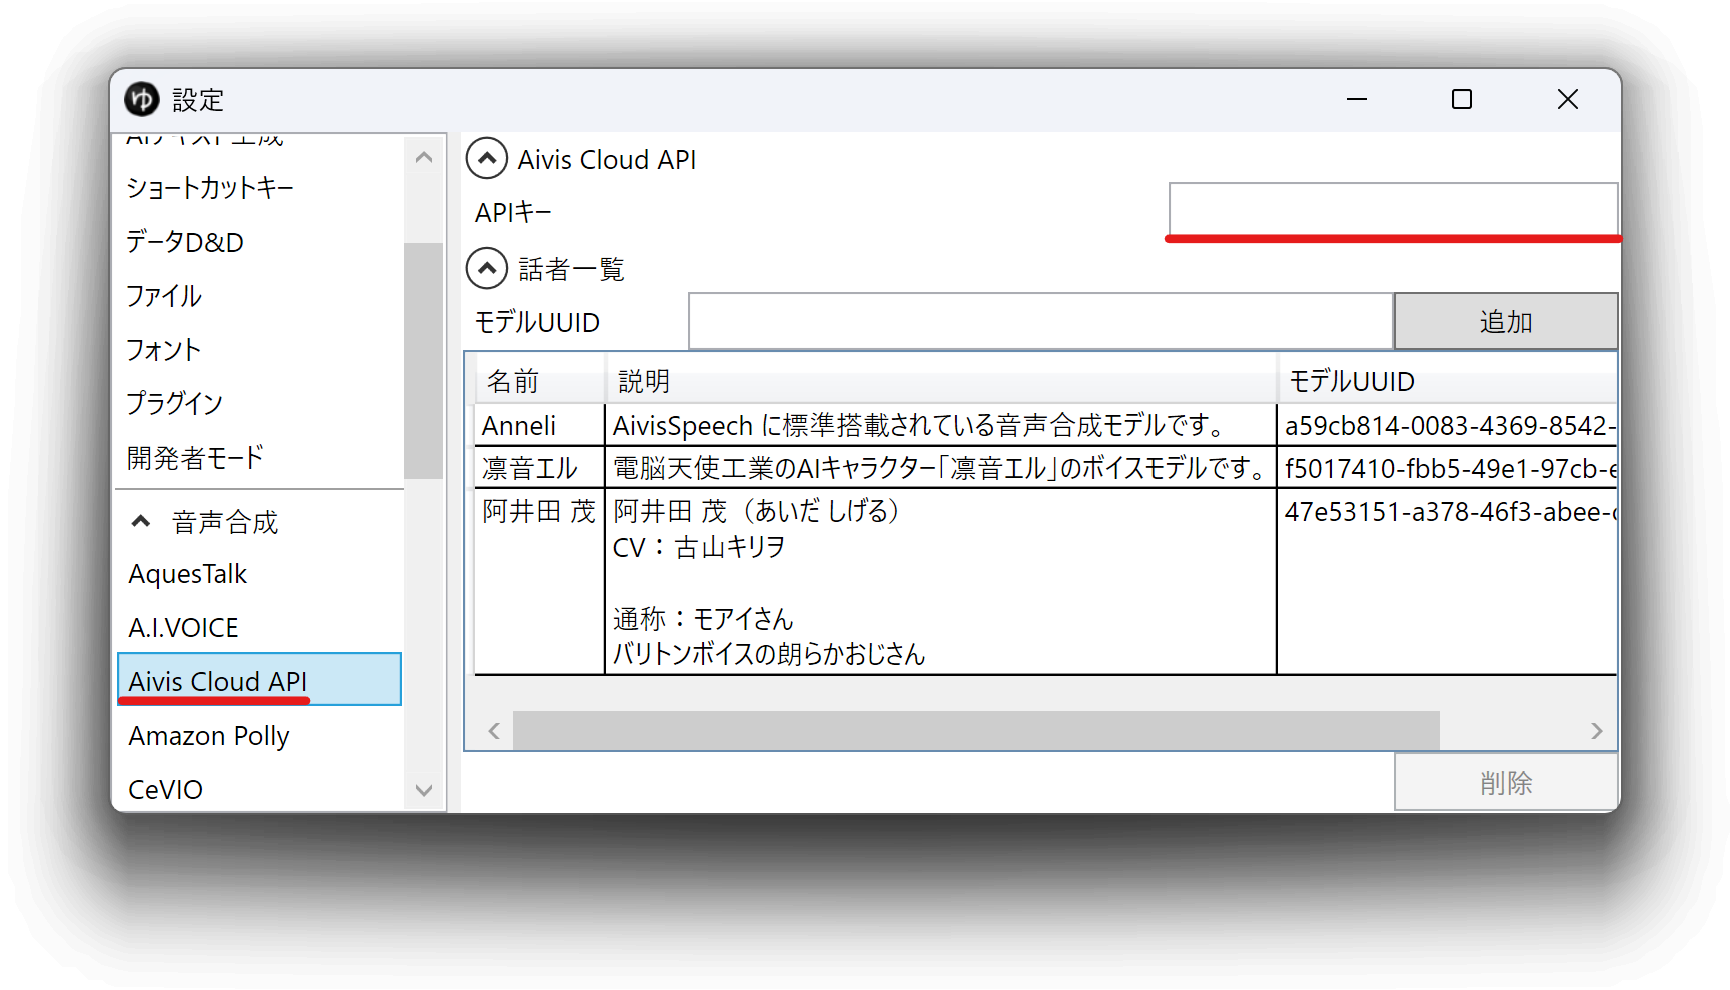 ゆ 設定
AIテキスト生成
ショートカットキー
データD&D
ファイル
フォント
プラグイン
開発者モード
音声合成
AquesTalk
A.I.VOICE
Aivis Cloud API
Amazon Polly
CeVIO
Aivis Cloud API
APIキー
話者一覧
モデルUUID 追加
名前 説明 モデルUUID
Anneli AivisSpeech に標準搭載されている音声合成モデルです。 a59cb814-0083-4369-8542-
凛音エル 電脳天使工業のAIキャラクター「凛音エル」のボイスモデルです。 f5017410-fbb5-49e1-97cb-e
阿井田 茂 阿井田 茂（あいだ しげる） 47e53151-a378-46f3-abee-c
CV：古山キリヲ
通称：モアイさん
バリトンボイスの朗らかおじさん
削除